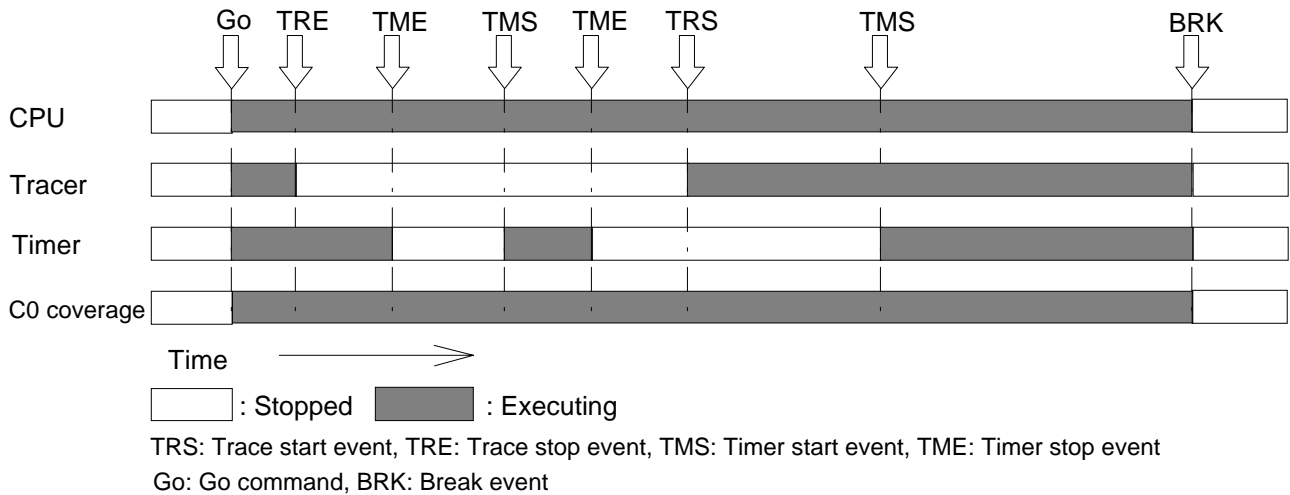 Go TRE TME TMS TME TRS TMS BRK
CPU
Tracer
Timer
C0 coverage
Time
: Stopped : Executing
TRS: Trace start event, TRE: Trace stop event, TMS: Timer start event, TME: Timer stop event
Go: Go command, BRK: Break event